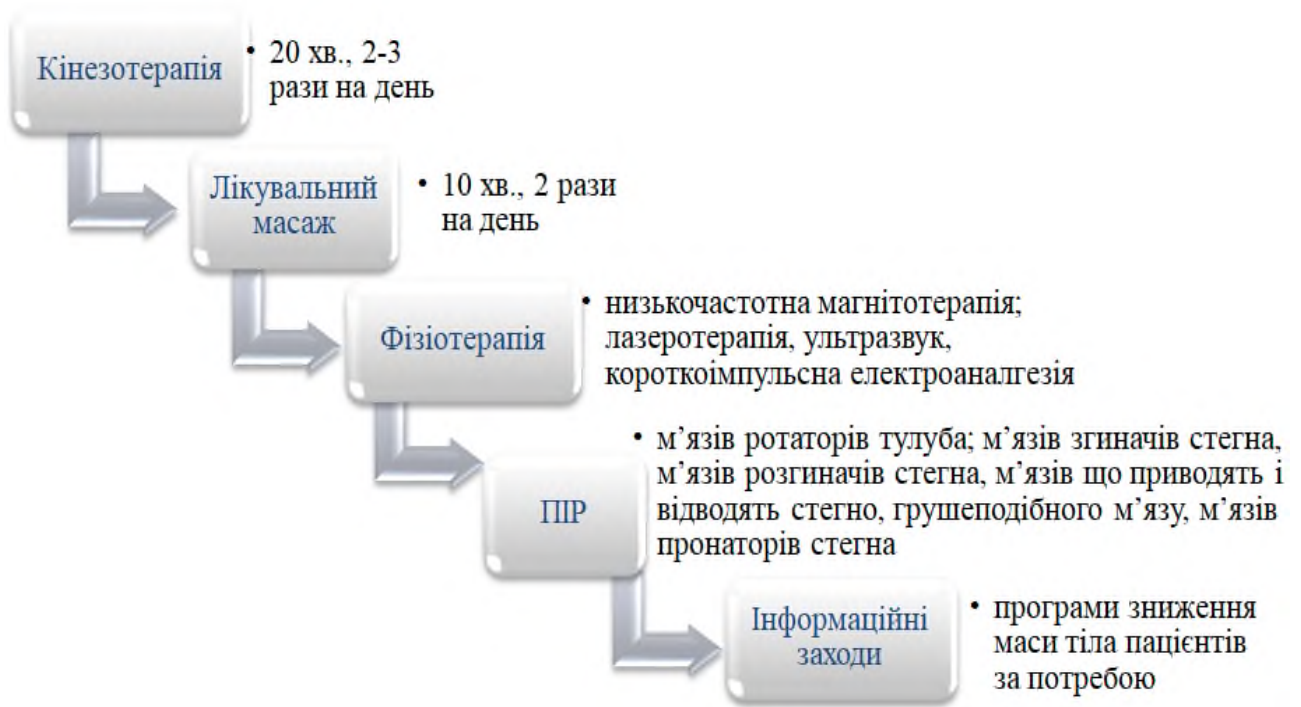 Кінезотерапія
• 20 хв., 2-3
рази на день
Лікувальний
масаж
• 10 хв., 2 рази
на день
Фізіотерапія
• низькочастотна магнітотерапія;
лазеротерапія, ультразвук,
короткоімпульсна електроаналгезія
ПІР
• м’язів ротаторів тулуба; м’язів згиначів стегна,
м’язів розгиначів стегна, м’язів що приводять і
відводять стегно, грушеподібного м’язу, м’язів
пронаторів стегна
Інформаційні
заходи
• програми зниження
маси тіла пацієнтів
за потребою